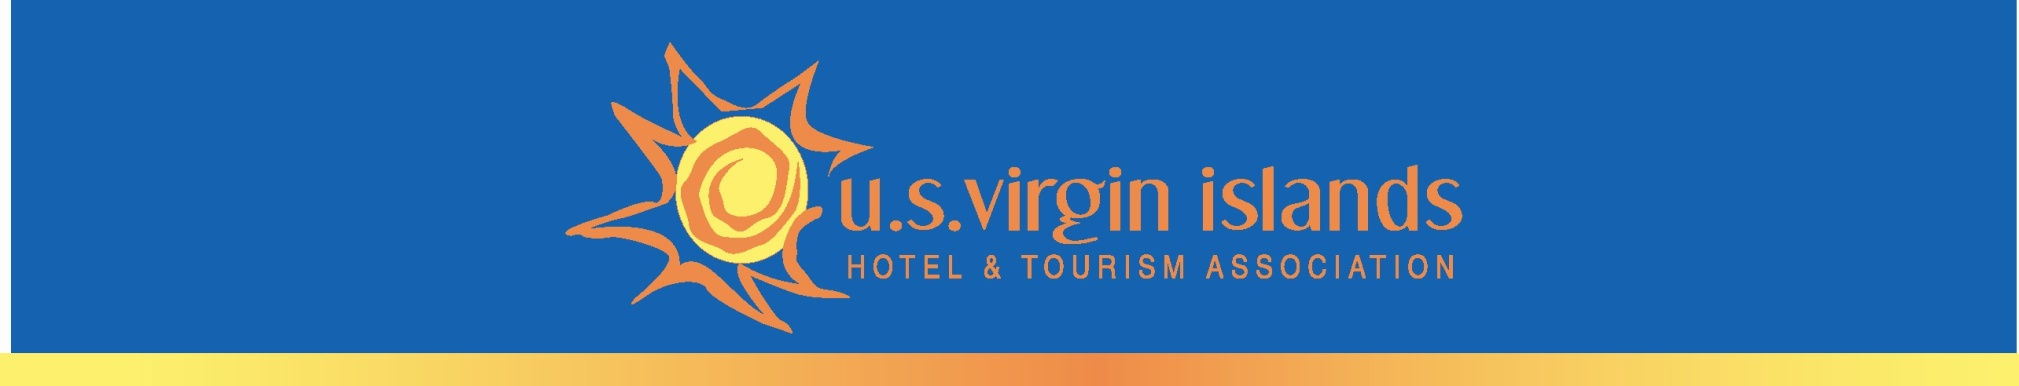 u.s.virgin islands
HOTEL & TOURISM ASSOCIATION